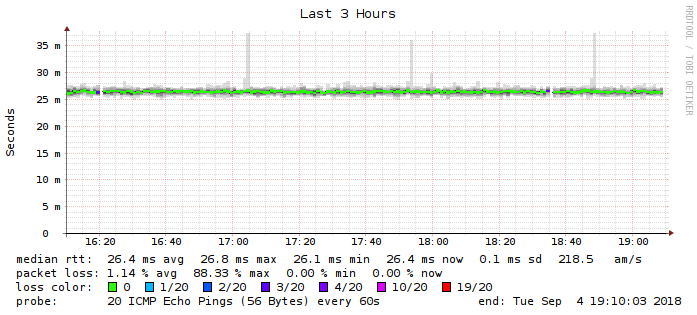 Last 3 Hours
RRDTOOL / TOBI OETIKER
Seconds
35 m
30 m
25 m
20 m
15 m
10 m
5 m
0
16:20 16:40 17:00 17:20 17:40 18:00 18:20 18:40 19:00
median rtt: 26.4 ms avg 26.8 ms max 26.1 ms min 26.4 ms now 0.1 ms sd 218.5 am/s
packet loss: 1.14 % avg 88.33 % max 0.00 % min 0.00 % now
loss color: 0 1/20 2/20 3/20 4/20 10/20 19/20
probe: 20 ICMP Echo Pings (56 Bytes) every 60s end: Tue Sep 4 19:10:03 2018